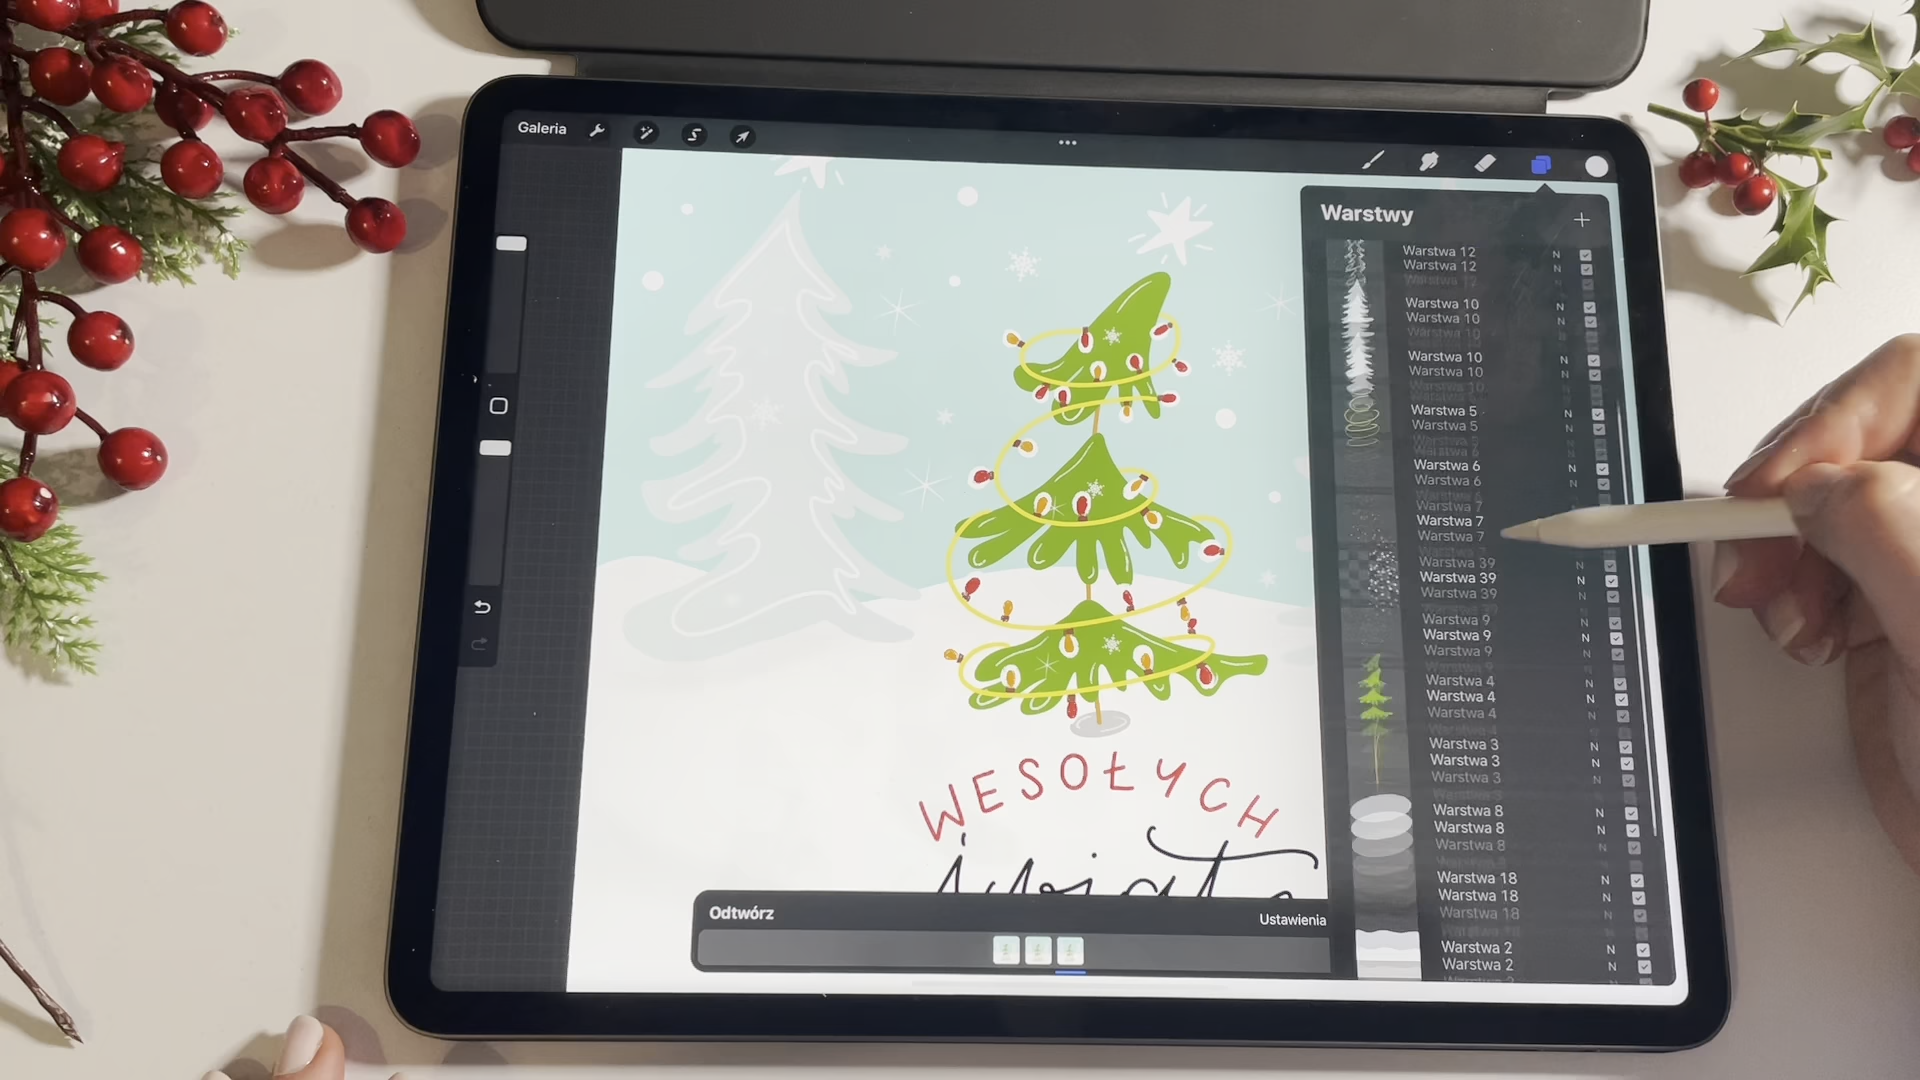 Galeria
Warstwy
Warstwa 12 N
Warstwa 12 N
Warstwa 10 N
Warstwa 10 N
Warstwa 10 N
Warstwa 10 N
Warstwa 5 N
Warstwa 5 N
Warstwa 6 N
Warstwa 6 N
Warstwa 7
Warstwa 7
Warstwa 7
Warstwa 39 N
Warstwa 39 N
Warstwa 39 N
Warstwa 9 N
Warstwa 9 N
Warstwa 9 N
Warstwa 4 N
Warstwa 4 N
Warstwa 4 N
Warstwa 3 N
Warstwa 3 N
Warstwa 3 N
Warstwa 8 N
Warstwa 8 N
Warstwa 8 N
Warstwa 18 N
Warstwa 18 N
Warstwa 18 N
Warstwa 2 N
Warstwa 2 N
WESOŁYCH
Odtwórz
Ustawienia